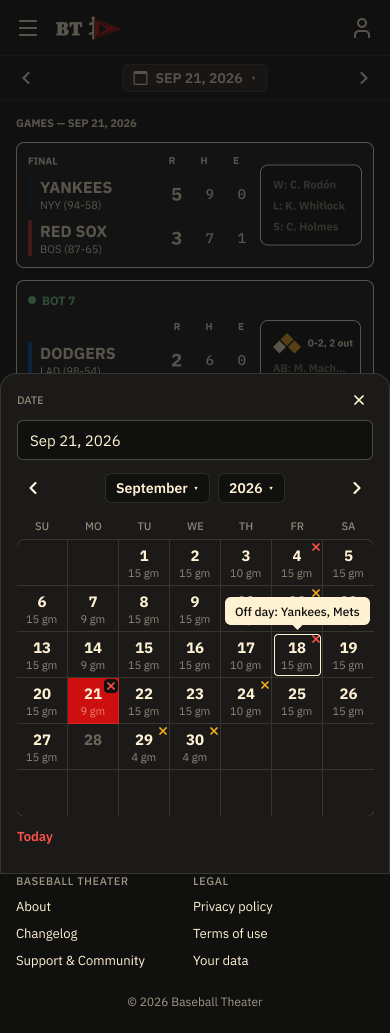 BT
SEP 21, 2026
GAMES — SEP 21, 2026
FINAL R H E
YANKEES 5 9 0
NYY (94-58)
RED SOX 3 7 1
BOS (87-65)
W: C. Rodón
L: K. Whitlock
S: C. Holmes
BOT 7
R H E
DODGERS 2 6 0
LAD (98-54)
0-2, 2 out
AB: M. Mach...
DATE
Sep 21, 2026
September 2026
SU MO TU WE TH FR SA
1 2 3 4 5
15 gm 15 gm 10 gm 15 gm 15 gm
6 7 8 9
15 gm 9 gm 15 gm 15 gm
Off day: Yankees, Mets
13 14 15 16 17 18 19
15 gm 9 gm 15 gm 15 gm 10 gm 15 gm 15 gm
20 21 22 23 24 25 26
15 gm 9 gm 15 gm 15 gm 10 gm 15 gm 15 gm
27 28 29 30
15 gm 4 gm 4 gm
Today
BASEBALL THEATER LEGAL
About Privacy policy
Changelog Terms of use
Support & Community Your data
© 2026 Baseball Theater